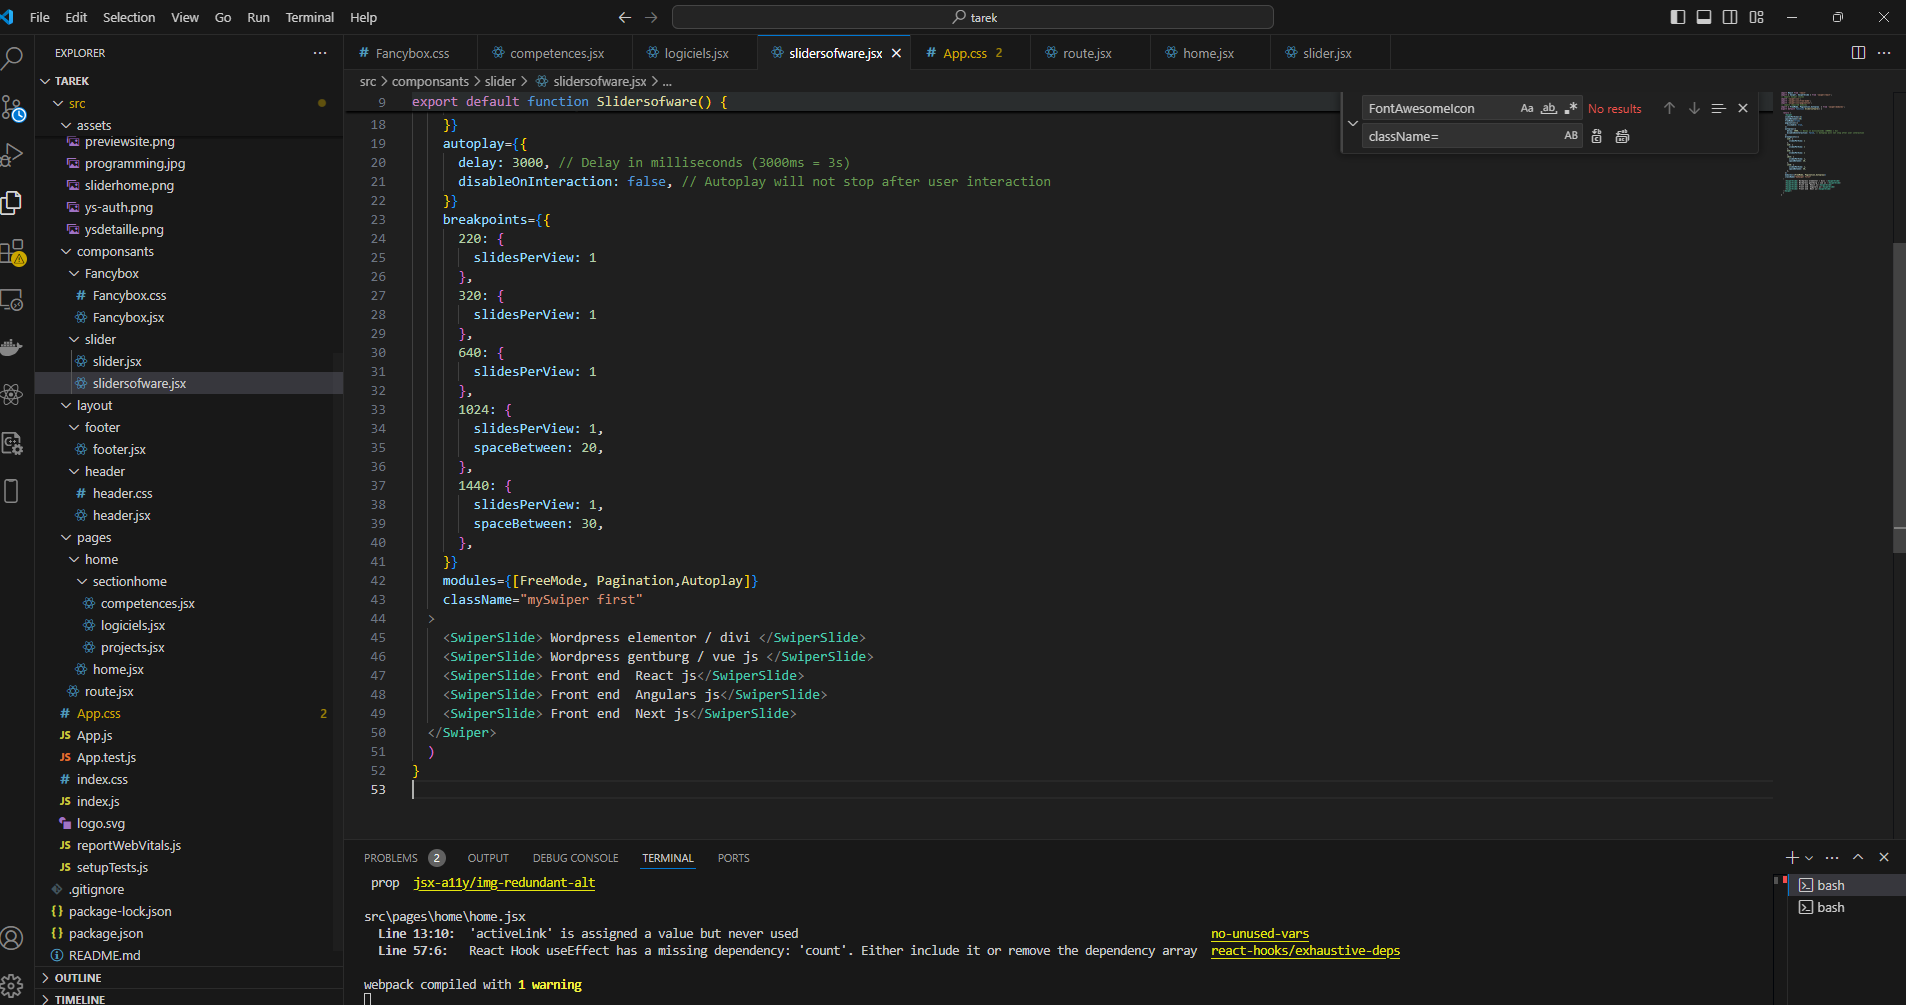 File Edit Selection View Go Run Terminal Help
tarek
EXPLORER
TAREK
src
assets
previewsite.png
programming.jpg
sliderhome.png
ys-auth.png
ysdetaille.png
componsants
Fancybox
Fancybox.css
Fancybox.jsx
slider
slider.jsx
slidersofware.jsx
layout
footer
footer.jsx
header
header.css
header.jsx
pages
home
sectionhome
competences.jsx
logiciels.jsx
projects.jsx
home.jsx
route.jsx
App.css 2
App.js
App.test.js
index.css
index.js
logo.svg
reportWebVitals.js
setupTests.js
.gitignore
package-lock.json
package.json
README.md
OUTLINE
TIMELINE
Fancybox.css competences.jsx logiciels.jsx slidersofware.jsx App.css 2 route.jsx home.jsx slider.jsx
src > componsants > slider > slidersofware.jsx > ...
FontAwesomeIcon Aa ab .* No results
className= AB
9 export default function Slidersofware() {
18 }}
19 autoplay={{
20 delay: 3000, // Delay in milliseconds (3000ms = 3s)
21 disableOnInteraction: false, // Autoplay will not stop after user interaction
22 }}
23 breakpoints={{
24 220: {
25 slidesPerView: 1
26 },
27 320: {
28 slidesPerView: 1
29 },
30 640: {
31 slidesPerView: 1
32 },
33 1024: {
34 slidesPerView: 1,
35 spaceBetween: 20,
36 },
37 1440: {
38 slidesPerView: 1,
39 spaceBetween: 30,
40 },
41 }}
42 modules={[FreeMode, Pagination,Autoplay]}
43 className="mySwiper first"
44 >
45 <SwiperSlide> Wordpress elementor / divi </SwiperSlide>
46 <SwiperSlide> Wordpress gentburg / vue js </SwiperSlide>
47 <SwiperSlide> Front end  React js</SwiperSlide>
48 <SwiperSlide> Front end  Angulars js</SwiperSlide>
49 <SwiperSlide> Front end  Next js</SwiperSlide>
50 </Swiper>
51 )
52 }
53
PROBLEMS 2 OUTPUT DEBUG CONSOLE TERMINAL PORTS
prop  jsx-a11y/img-redundant-alt
src\pages\home\home.jsx
Line 13:10:  'activeLink' is assigned a value but never used  no-unused-vars
Line 57:6:  React Hook useEffect has a missing dependency: 'count'. Either include it or remove the dependency array  react-hooks/exhaustive-deps
webpack compiled with 1 warning
bash
bash